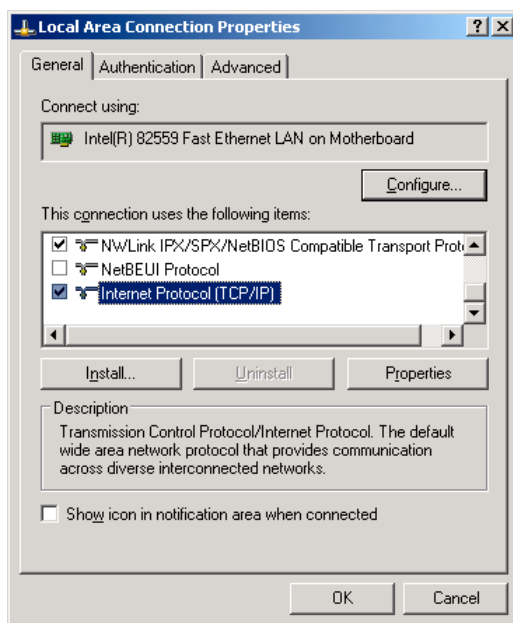 Local Area Connection Properties
General Authentication Advanced
Connect using:
Intel(R) 82559 Fast Ethernet LAN on Motherboard
Configure...
This connection uses the following items:
NWLink IPX/SPX/NetBIOS Compatible Transport Proto
NetBEUI Protocol
Internet Protocol (TCP/IP)
Install... Uninstall Properties
Description
Transmission Control Protocol/Internet Protocol. The default
wide area network protocol that provides communication
across diverse interconnected networks.
Show icon in notification area when connected
OK Cancel